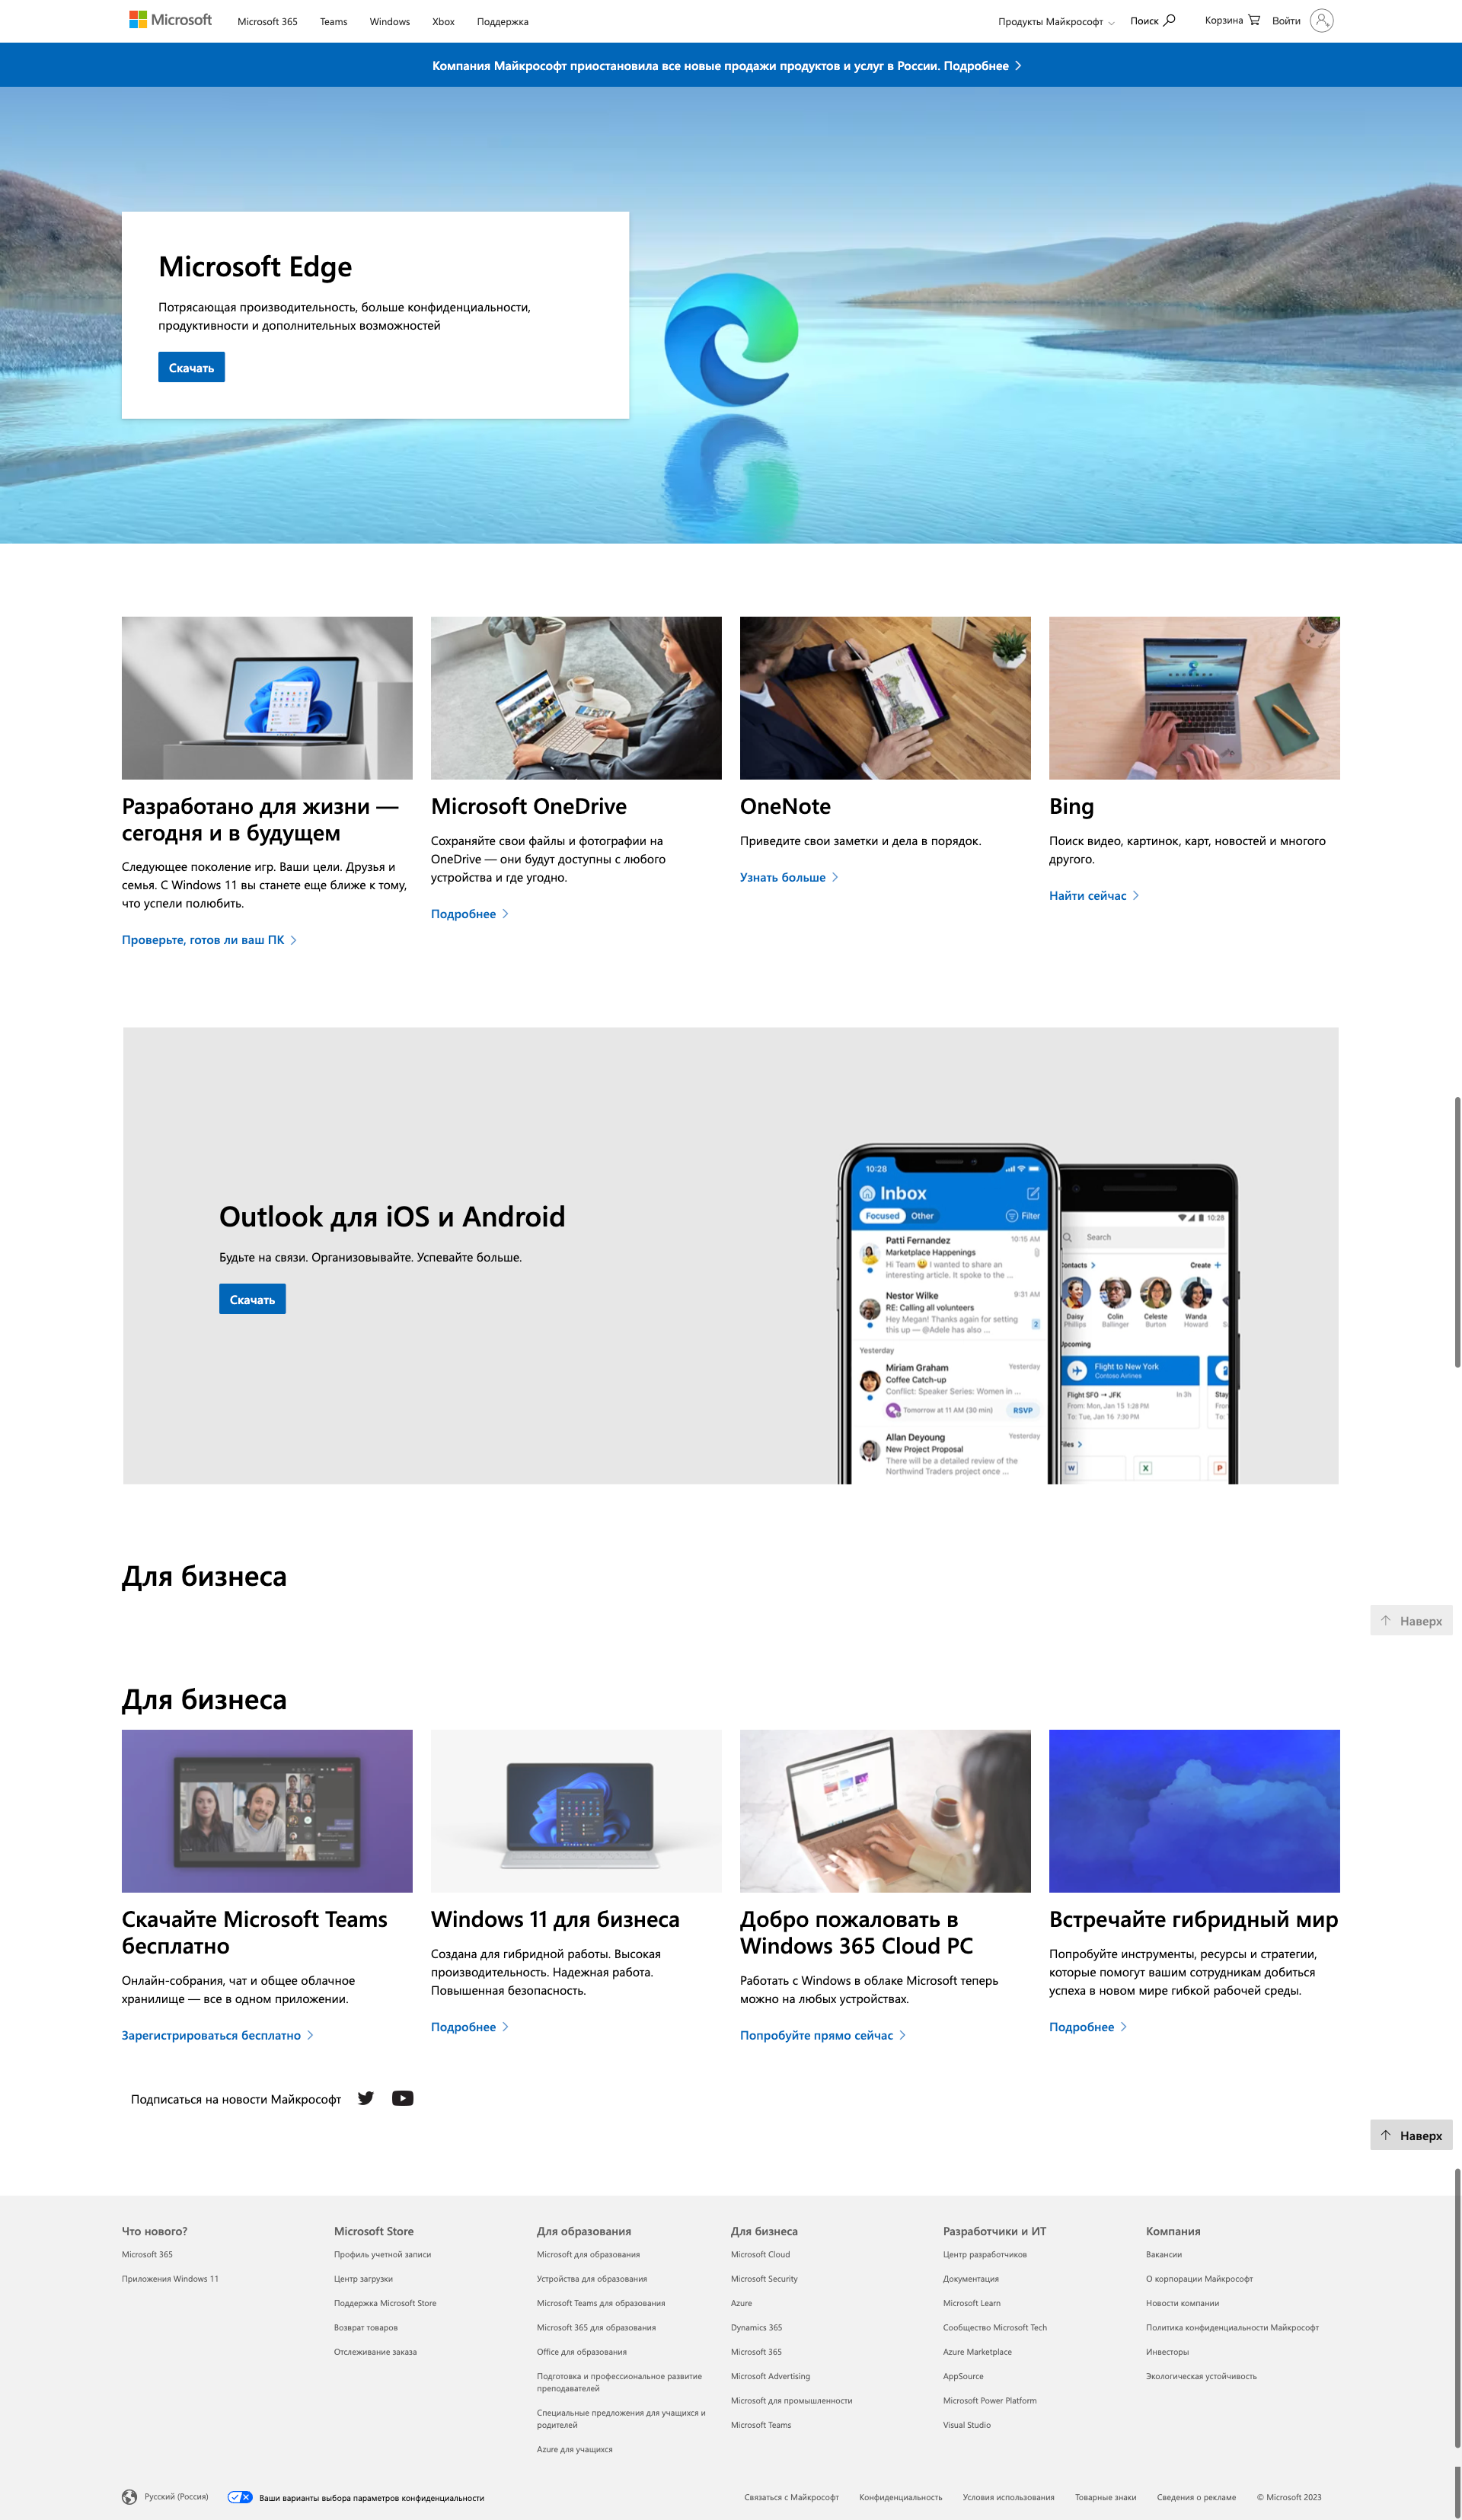 Microsoft
Microsoft 365
Teams
Windows
Xbox
Поддержка
Продукты Майкрософт
Поиск
Корзина
Войти
Компания Майкрософт приостановила все новые продажи продуктов и услуг в России. Подробнее
Microsoft Edge
Потрясающая производительность, больше конфиденциальности,
продуктивности и дополнительных возможностей
Скачать
Разработано для жизни —
сегодня и в будущем
Следующее поколение игр. Ваши цели. Друзья и
семья. С Windows 11 вы станете еще ближе к тому,
что успели полюбить.
Проверьте, готов ли ваш ПК
Microsoft OneDrive
Сохраняйте свои файлы и фотографии на
OneDrive — они будут доступны с любого
устройства и где угодно.
Подробнее
OneNote
Приведите свои заметки и дела в порядок.
Узнать больше
Bing
Поиск видео, картинок, карт, новостей и многого
другого.
Найти сейчас
Outlook для iOS и Android
Будьте на связи. Организовывайте. Успевайте больше.
Скачать
10:28
Inbox
Focused
Other
Filter
Patti Fernandez
10:15 AM
Marketplace Happenings
Hi Team 😀 I wanted to share an
interesting article. It spoke to the ...
Nestor Wilke
9:31 AM
RE: Calling all volunteers
Hey Megan! Thanks again for setting
this up — @Adele has also ...
2
Yesterday
Miriam Graham
Yesterday
Coffee Catch-up
Conflict: Speaker Series: Women in ...
Tomorrow at 11 AM (30 min)
RSVP
Allan Deyoung
Yesterday
New Project Proposal
There will be a detailed review of the
Northwind Traders project once ...
10:28
Search
ontacts
Create +
Daisy
Phillips
Colin
Ballinger
Celeste
Burton
Wanda
Howard
pcoming
Flight to New York
Contoso Airlines
Flight SFO → JFK
In 3h
From: Mon, Jan 15 1:28 PM
To: Tue, Jan 16 7:30 PM
Stay
iles
W
X
P
Для бизнеса
Наверх
Для бизнеса
Скачайте Microsoft Teams
бесплатно
Онлайн-собрания, чат и общее облачное
хранилище — все в одном приложении.
Зарегистрироваться бесплатно
Windows 11 для бизнеса
Создана для гибридной работы. Высокая
производительность. Надежная работа.
Повышенная безопасность.
Подробнее
Добро пожаловать в
Windows 365 Cloud PC
Работать с Windows в облаке Microsoft теперь
можно на любых устройствах.
Попробуйте прямо сейчас
Встречайте гибридный мир
Попробуйте инструменты, ресурсы и стратегии,
которые помогут вашим сотрудникам добиться
успеха в новом мире гибкой рабочей среды.
Подробнее
Подписаться на новости Майкрософт
Наверх
Что нового?
Microsoft 365
Приложения Windows 11
Microsoft Store
Профиль учетной записи
Центр загрузки
Поддержка Microsoft Store
Возврат товаров
Отслеживание заказа
Для образования
Microsoft для образования
Устройства для образования
Microsoft Teams для образования
Microsoft 365 для образования
Office для образования
Подготовка и профессиональное развитие
преподавателей
Специальные предложения для учащихся и
родителей
Azure для учащихся
Для бизнеса
Microsoft Cloud
Microsoft Security
Azure
Dynamics 365
Microsoft 365
Microsoft Advertising
Microsoft для промышленности
Microsoft Teams
Разработчики и ИТ
Центр разработчиков
Документация
Microsoft Learn
Сообщество Microsoft Tech
Azure Marketplace
AppSource
Microsoft Power Platform
Visual Studio
Компания
Вакансии
О корпорации Майкрософт
Новости компании
Политика конфиденциальности Майкрософт
Инвесторы
Экологическая устойчивость
Русский (Россия)
Ваши варианты выбора параметров конфиденциальности
Связаться с Майкрософт
Конфиденциальность
Условия использования
Товарные знаки
Сведения о рекламе
© Microsoft 2023